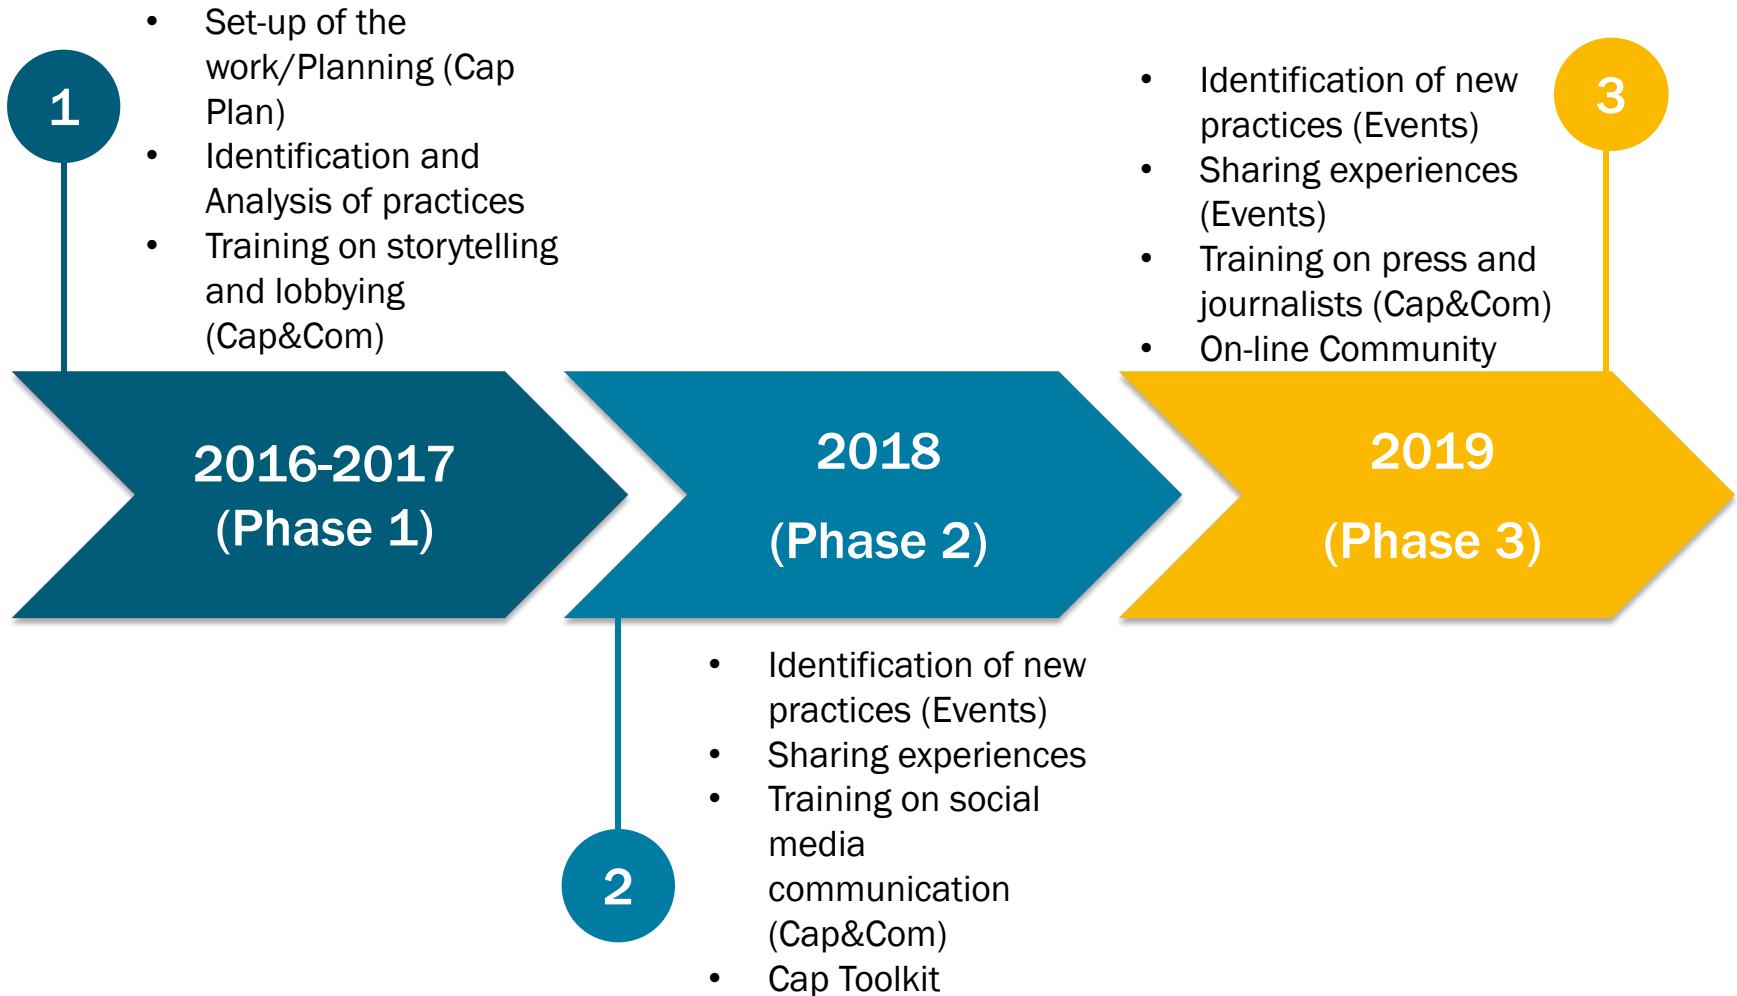 1
• Set-up of the
work/Planning (Cap
Plan)
• Identification and
Analysis of practices
• Training on storytelling
and lobbying
(Cap&Com)
2016-2017
(Phase 1)
2018
(Phase 2)
• Identification of new
practices (Events)
• Sharing experiences
• Training on social
media
communication
(Cap&Com)
• Cap Toolkit
2
• Identification of new
practices (Events)
• Sharing experiences
(Events)
• Training on press and
journalists (Cap&Com)
• On-line Community
3
2019
(Phase 3)